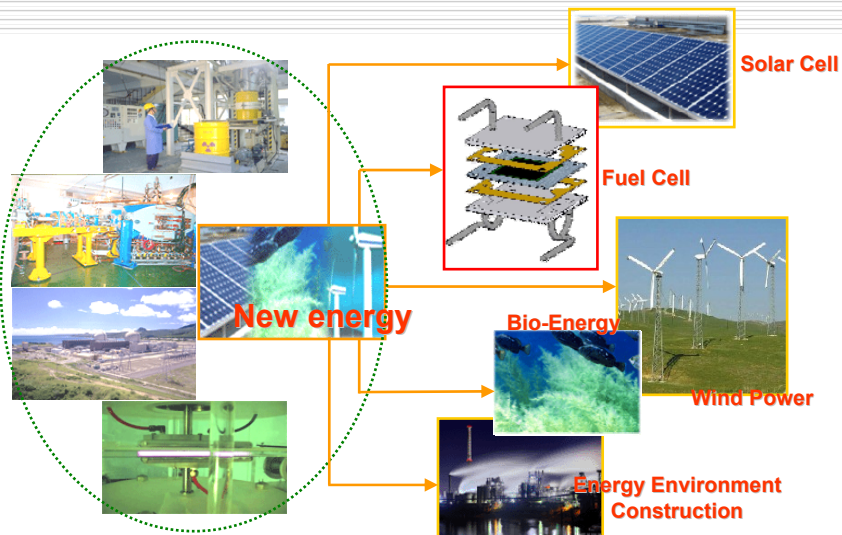 Solar Cell
Fuel Cell
New energy
Bio-Energy
Wind Power
Energy Environment
Construction